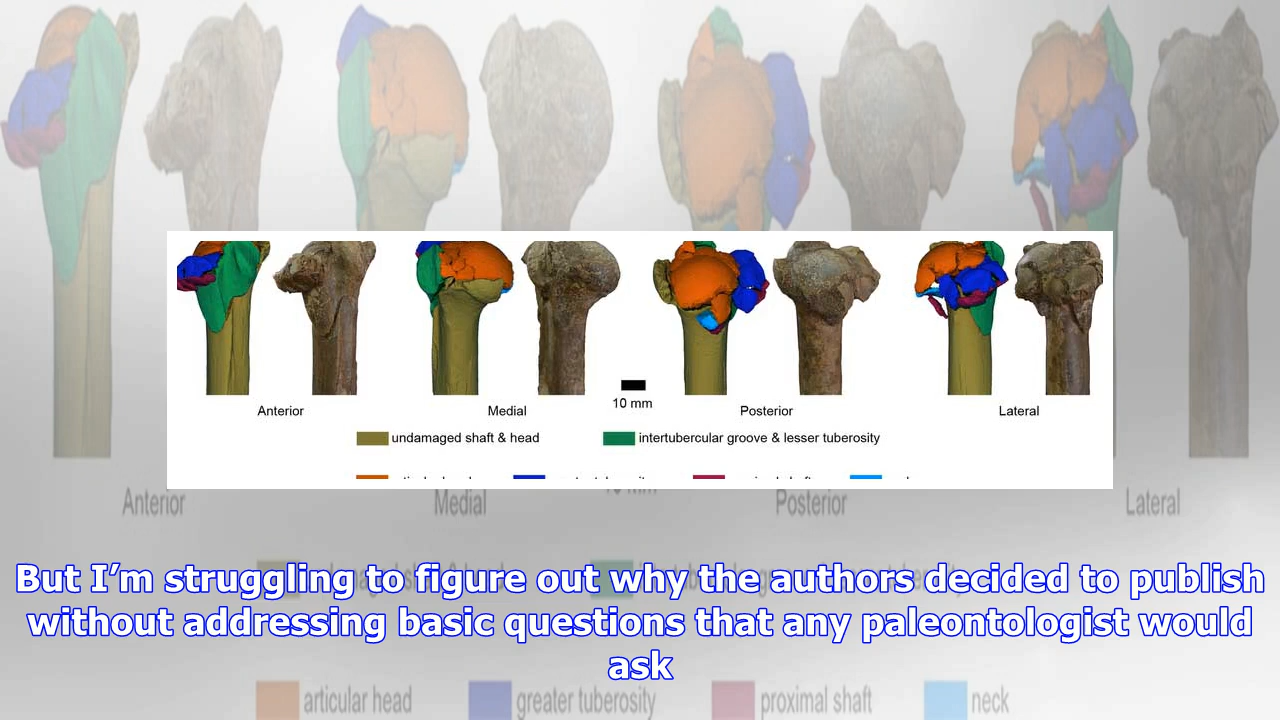 10 mm
Anterior Medial Posterior Lateral
undamaged shaft & head intertubercular groove & lesser tuberosity
Anterior Medial Posterior Lateral
But I’m struggling to figure out why the authors decided to publish
without addressing basic questions that any paleontologist would
ask
articular head greater tuberosity proximal shaft neck